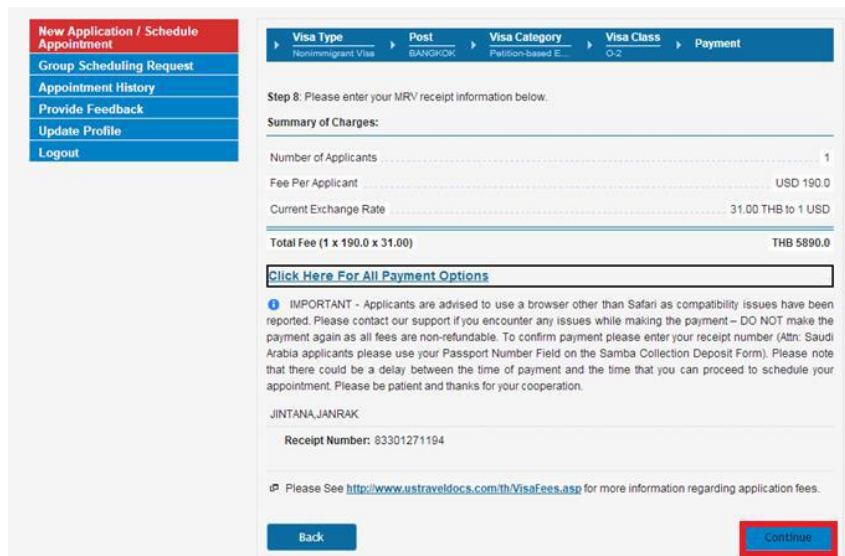 New Application / Schedule
Appointment
Group Scheduling Request
Appointment History
Provide Feedback
Update Profile
Logout
Visa Type
Nonimmigrant Visa
Post
BANGKOK
Visa Category
Petition-based E...
Visa Class
O-2
Payment
Step 8: Please enter your MRV receipt information below.
Summary of Charges:
Number of Applicants 1
Fee Per Applicant USD 190.0
Current Exchange Rate 31.00 THB to 1 USD
Total Fee (1 x 190.0 x 31.00) THB 5890.0
Click Here For All Payment Options
IMPORTANT - Applicants are advised to use a browser other than Safari as compatibility issues have been
reported. Please contact our support if you encounter any issues while making the payment – DO NOT make the
payment again as all fees are non-refundable. To confirm payment please enter your receipt number (Attn: Saudi
Arabia applicants please use your Passport Number Field on the Samba Collection Deposit Form). Please note
that there could be a delay between the time of payment and the time that you can proceed to schedule your
appointment. Please be patient and thanks for your cooperation.
JINTANA,JANRAK
Receipt Number: 83301271194
Please See http://www.ustraveldocs.com/th/VisaFees.asp for more information regarding application fees.
Back
Continue